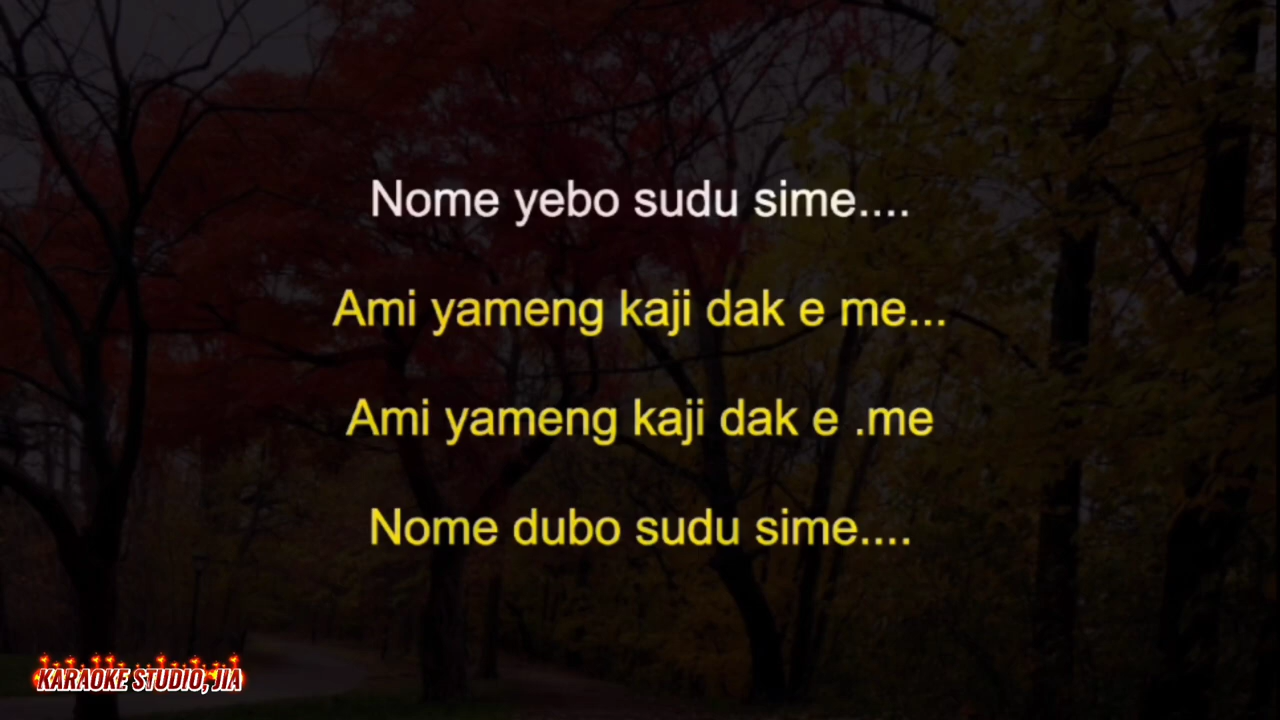 Nome yebo sudu sime....
Ami yameng kaji dak e me...
Ami yameng kaji dak e .me
Nome dubo sudu sime....
KARAOKE STUDIO, JIA